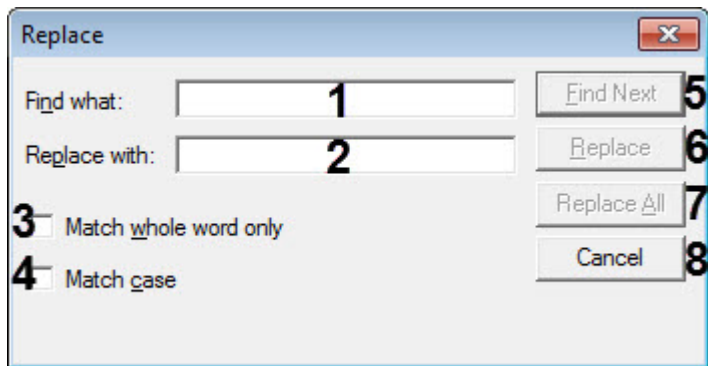 Replace
Find what: 1 Find Next 5
Replace with: 2 Replace 6
Replace All 7
3 Match whole word only
Cancel 8
4 Match case